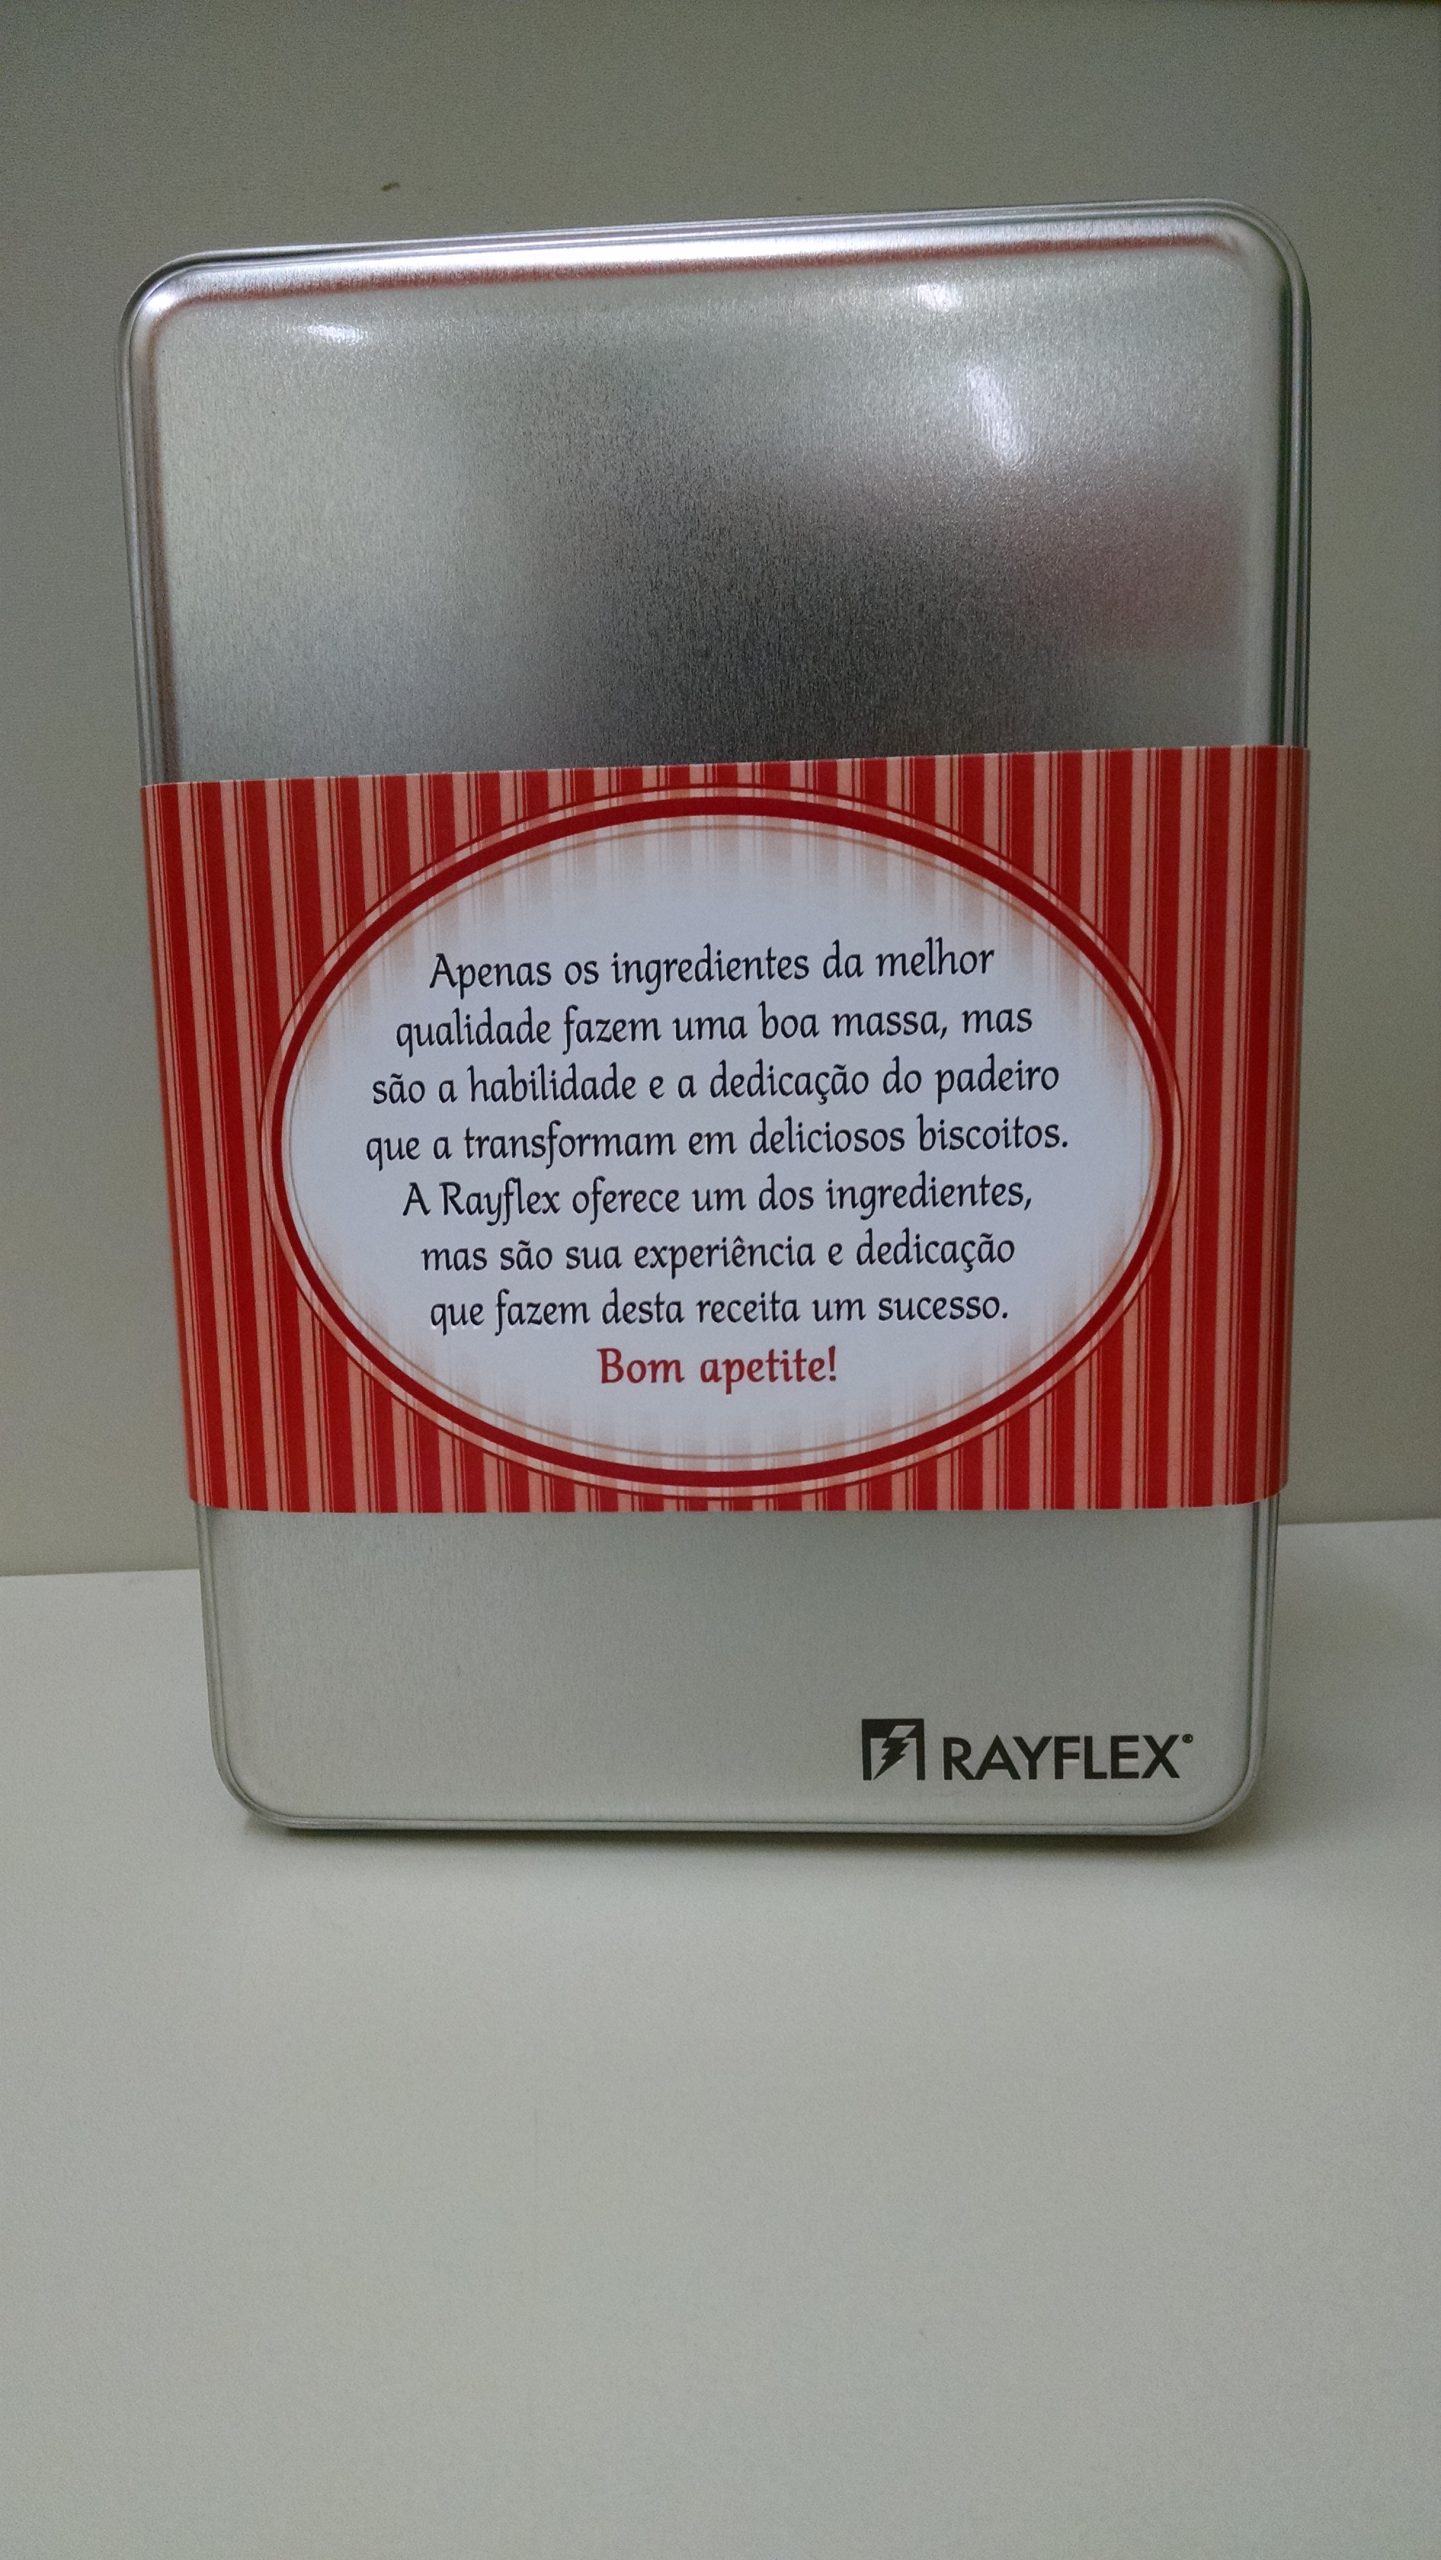 Apenas os ingredientes da melhor
qualidade fazem uma boa massa, mas
são a habilidade e a dedicação do padeiro
que a transformam em deliciosos biscoitos.
A Rayflex oferece um dos ingredientes,
mas são sua experiência e dedicação
que fazem desta receita um sucesso.
Bom apetite!
RAYFLEX®